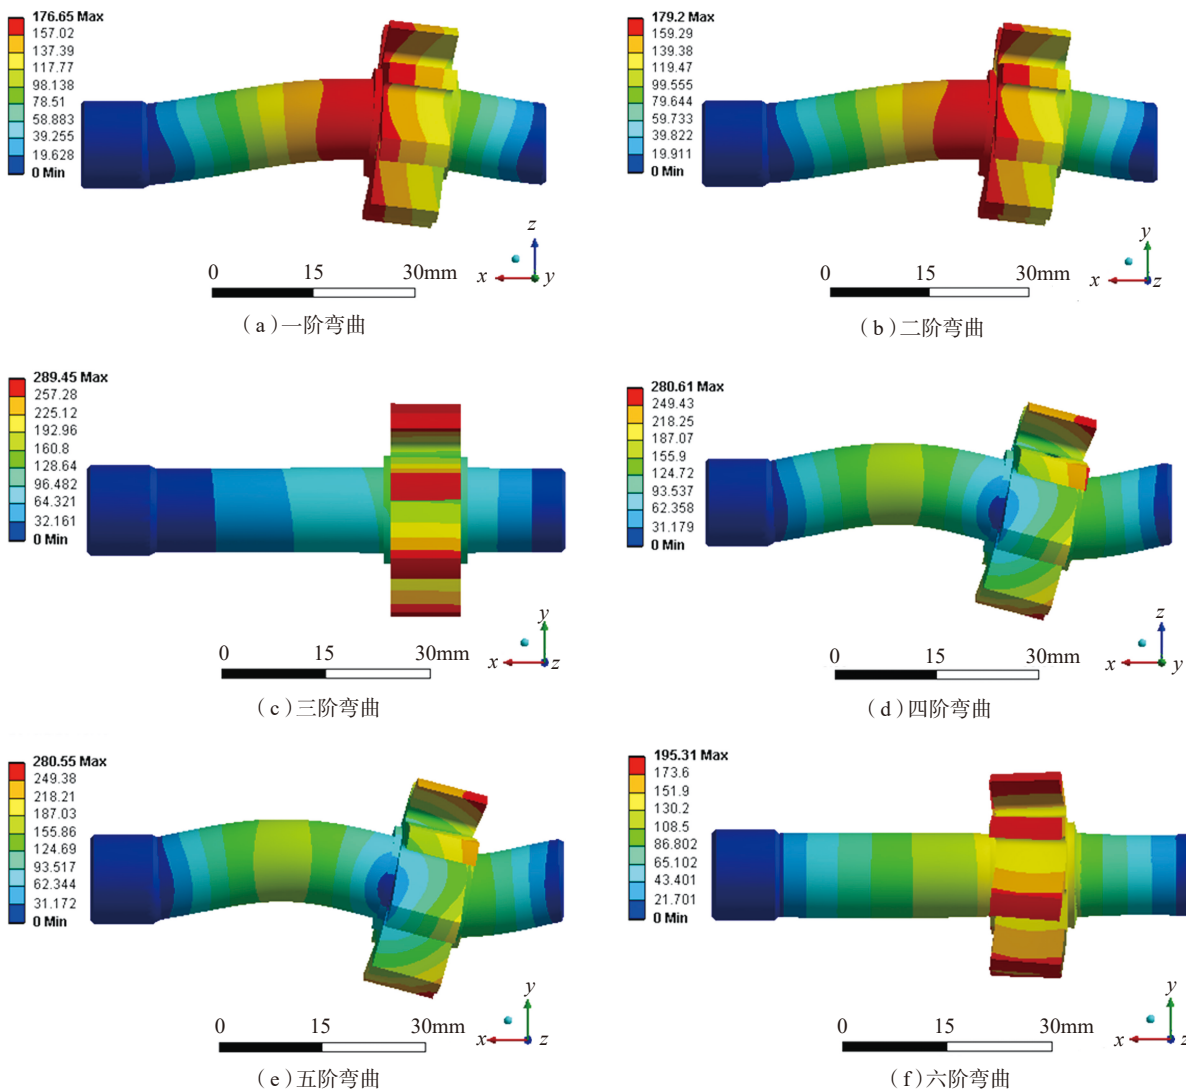 176.65 Max
157.02
137.39
117.77
98.138
78.51
58.883
39.255
19.628
0 Min
z
x
y
0 15 30mm
(a)一阶弯曲
179.2 Max
159.29
139.38
119.47
99.555
79.644
59.733
39.822
19.911
0 Min
y
x
z
0 15 30mm
(b)二阶弯曲
289.45 Max
257.28
225.12
192.96
160.8
128.64
96.482
64.321
32.161
0 Min
y
x
z
0 15 30mm
(c)三阶弯曲
280.61 Max
249.43
218.25
187.07
155.9
124.72
93.537
62.358
31.179
0 Min
z
x
y
0 15 30mm
(d)四阶弯曲
280.55 Max
249.38
218.21
187.03
155.86
124.69
93.517
62.344
31.172
0 Min
y
x
z
0 15 30mm
(e)五阶弯曲
195.31 Max
173.6
151.9
130.2
108.5
86.802
65.102
43.401
21.701
0 Min
y
x
z
0 15 30mm
(f)六阶弯曲